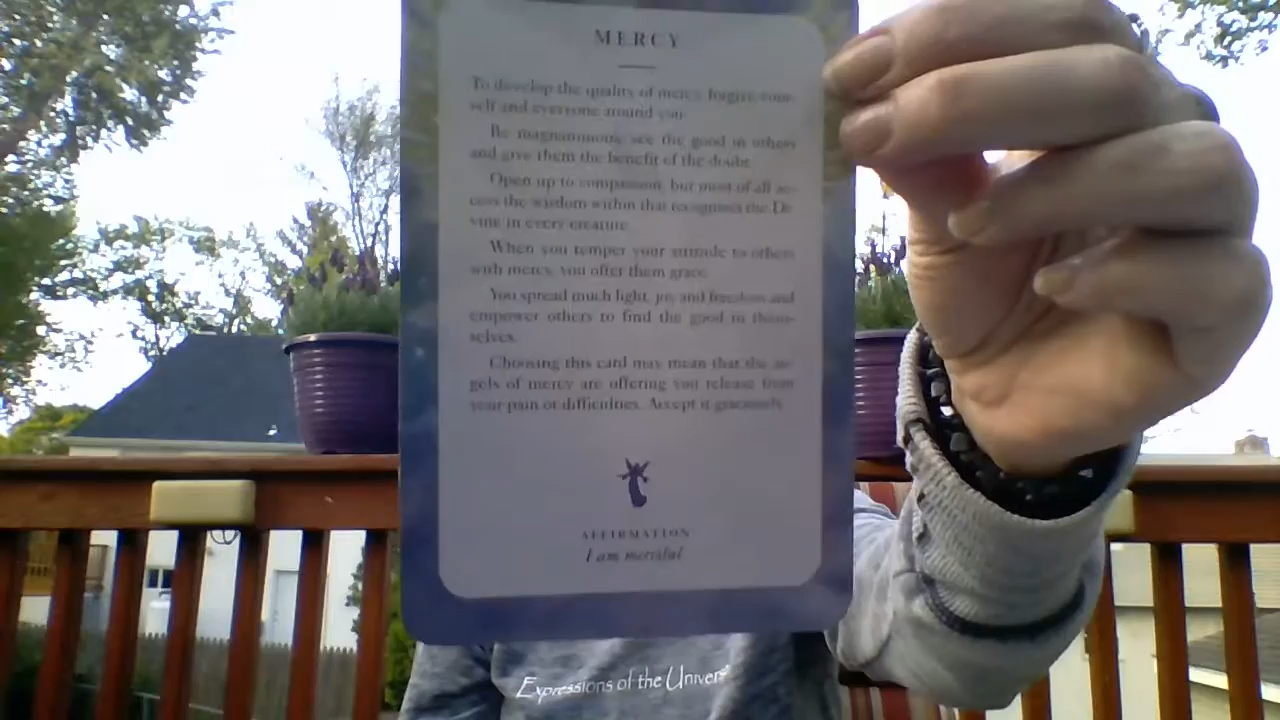 MERCY
To develop the quality of mercy, forgive your-
self and everyone around you.
Be magnanimous, see the good in others
and give them the benefit of the doubt.
Open up to compassion, but most of all ac-
cess the wisdom within that recognises the Di-
vine in every creature.
When you temper your attitude to others
with mercy, you offer them grace.
You spread much light, joy and freedom and
empower others to find the good in them-
selves.
Choosing this card may mean that the an-
gels of mercy are offering you release from
your pain or difficulties. Accept it graciously.
AFFIRMATION
I am merciful
Expressions of the Univers